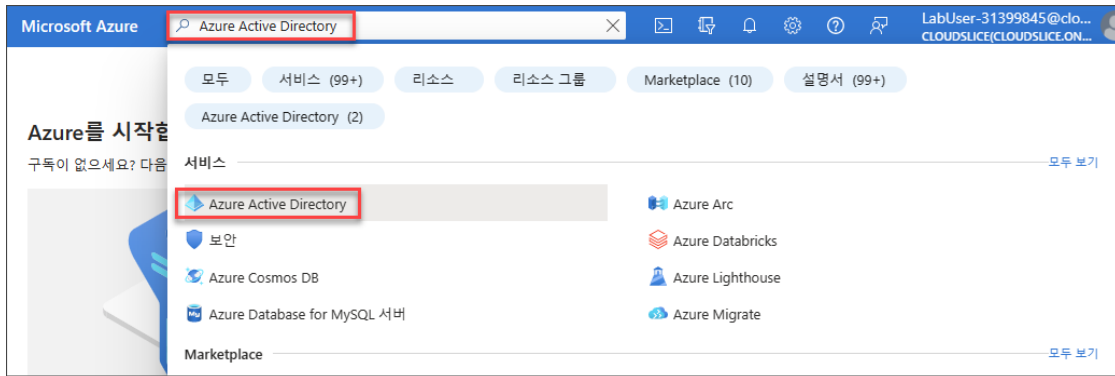 Microsoft Azure
Azure Active Directory
LabUser-31399845@clo...
CLOUDSLICE(CLOUDSLICE.ON...
모두 서비스 (99+) 리소스 리소스 그룹 Marketplace (10) 설명서 (99+)
Azure Active Directory (2)
Azure를 시작합
구독이 없으세요? 다음
서비스 모두 보기
Azure Active Directory Azure Arc
보안 Azure Databricks
Azure Cosmos DB Azure Lighthouse
Azure Database for MySQL 서버 Azure Migrate
Marketplace 모두 보기